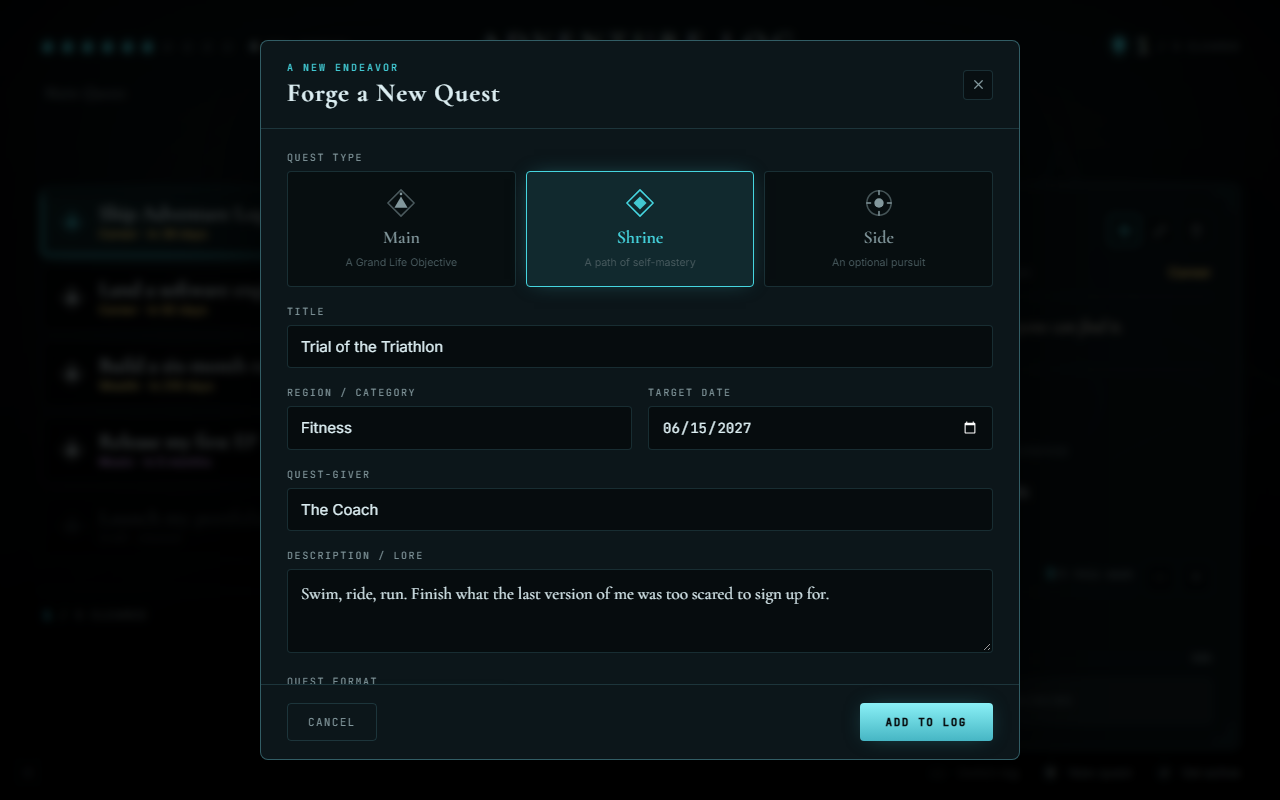 A NEW ENDEAVOR
Forge a New Quest
QUEST TYPE
Main
A Grand Life Objective
Shrine
A path of self-mastery
Side
An optional pursuit
TITLE
Trial of the Triathlon
REGION / CATEGORY
TARGET DATE
Fitness
06/15/2027
QUEST-GIVER
The Coach
DESCRIPTION / LORE
Swim, ride, run. Finish what the last version of me was too scared to sign up for.
QUEST FORMAT
CANCEL
ADD TO LOG